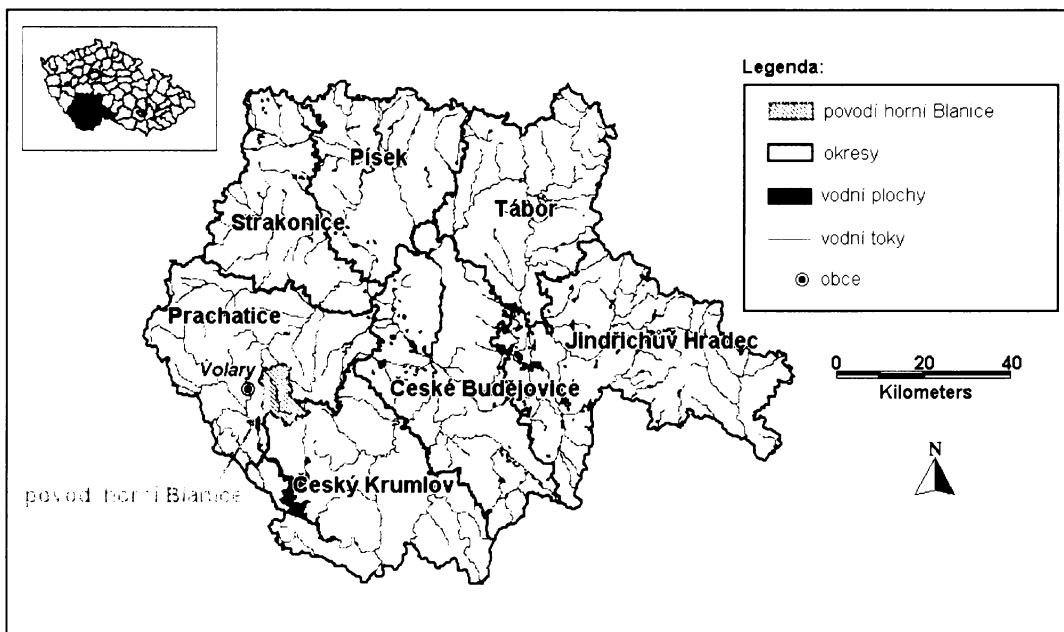 Legenda:
povodí horní Blanice
okresy
vodní plochy
vodní toky
obce
0 20 40
Kilometers
N
Písek
Tábor
Strakonice
Prachatice
Jindřichův Hradec
Volary
České Budějovice
Český Krumlov
povodí horní Blanice